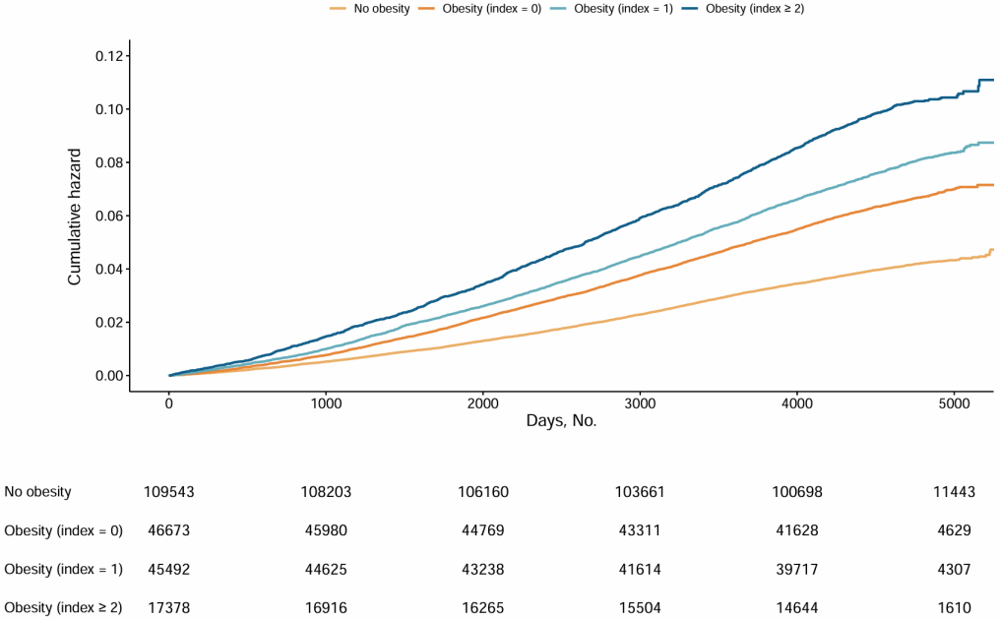 No obesity Obesity (index = 0) Obesity (index = 1) Obesity (index ≥ 2)
0.12
0.10
0.08
0.06
0.04
0.02
0.00
Cumulative hazard
0 1000 2000 3000 4000 5000
Days, No.
No obesity 109543 108203 106160 103661 100698 11443
Obesity (index = 0) 46673 45980 44769 43311 41628 4629
Obesity (index = 1) 45492 44625 43238 41614 39717 4307
Obesity (index ≥ 2) 17378 16916 16265 15504 14644 1610